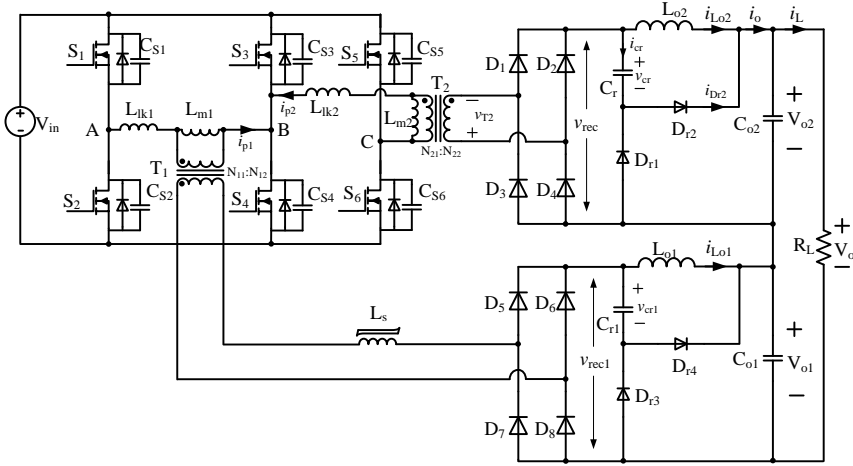 S1
CS1
S3
CS3
S5
CS5
Vin
Llk1
Lm1
A
B
ip1
ip2
Llk2
Lm2
T2
C
N21:N22
− vT2 +
T1
N11:N12
S2
CS2
S4
CS4
S6
CS6
D1
D2
D3
D4
vrec
icr
+ vcr −
Cr
Lo2
iLo2
io
iL
iDr2
Dr2
Dr1
Co2
+ Vo2 −
RL
+ Vo −
Ls
D5
D6
D7
D8
vrec1
+ vcr1 −
Cr1
Lo1
iLo1
Dr4
Dr3
Co1
+ Vo1 −